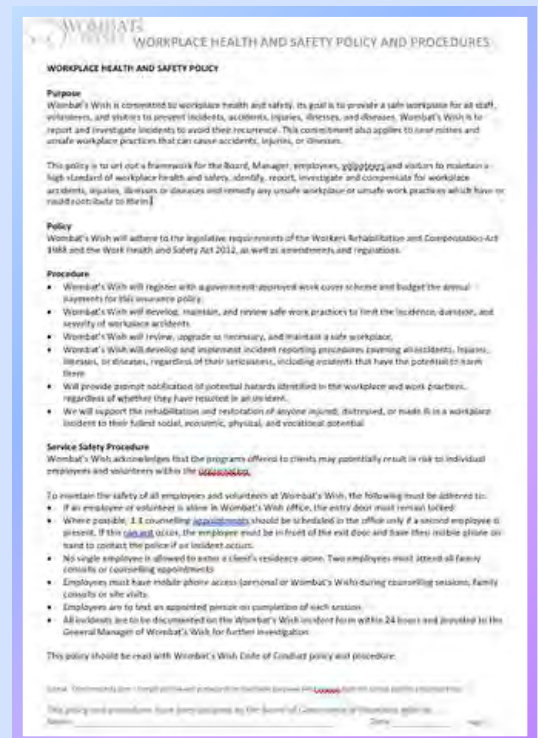 WOMBAT'S
WORKPLACE HEALTH AND SAFETY POLICY AND PROCEDURES
WORKPLACE HEALTH AND SAFETY POLICY
Purpose
Wombat's Wish is committed to workplace health and safety. Its goal is to provide a safe workplace for all staff,
volunteers, and visitors to prevent incidents, accidents, injuries, illnesses, and diseases. Wombat's Wish is to
report and investigate incidents to avoid their recurrence. This commitment also applies to near misses and
unsafe workplace practices that can cause accidents, injuries, or illnesses.
This policy is to set out a framework for the Board, Manager, employees, volunteers and visitors to maintain a
high standard of workplace health and safety, identify, report, investigate and compensate for workplace
accidents, injuries, illnesses or diseases and remedy any unsafe workplace or unsafe work practices which have or
could contribute to them.
Policy
Wombat's Wish will adhere to the legislative requirements of the Workers Rehabilitation and Compensation Act
1988 and the Work Health and Safety Act 2012, as well as amendments and regulations.
Procedure
• Wombat's Wish will register with a government-approved work cover scheme and budget the annual
payments for this insurance policy.
• Wombat's Wish will develop, maintain, and review safe work practices to limit the incidence, duration, and
severity of workplace accidents.
• Wombat's Wish will review, upgrade as necessary, and maintain a safe workplace.
• Wombat's Wish will develop and implement incident reporting procedures covering all accidents, injuries,
illnesses, or diseases, regardless of their seriousness, including incidents that have the potential to harm
them.
• Will provide prompt notification of potential hazards identified in the workplace and work practices,
regardless of whether they have resulted in an incident.
• We will support the rehabilitation and restoration of anyone injured, distressed, or made ill in a workplace
incident to their fullest social, economic, physical, and vocational potential.
Service Safety Procedure
Wombat's Wish acknowledges that the programs offered to clients may potentially result in risk to individual
employees and volunteers within the
To maintain the safety of all employees and volunteers at Wombat's Wish, the following must be adhered to:
• If an employee or volunteer is alone in Wombat's Wish office, the entry door must remain locked
• Where possible, 1:1 counselling appointments should be scheduled in the office only if a second employee is
present. If this occur, the employee must be in front of the exit door and have their mobile phone on
hand to contact the police if an incident occurs.
• No single employee is allowed to enter a client's residence alone. Two employees must attend all family
consults or counselling appointments
• Employees must have mobile phone access (personal or Wombat's Wish) during counselling sessions, family
consults or site visits.
• Employees are to text an appointed person on completion of each session
• All incidents are to be documented on the Wombat's Wish incident form within 24 hours and provided to the
General Manager of Wombat's Wish for further investigation.
This policy should be read with Wombat's Wish Code of Conduct policy and procedure.
This policy and procedures have been adopted by the Board of
Name Date